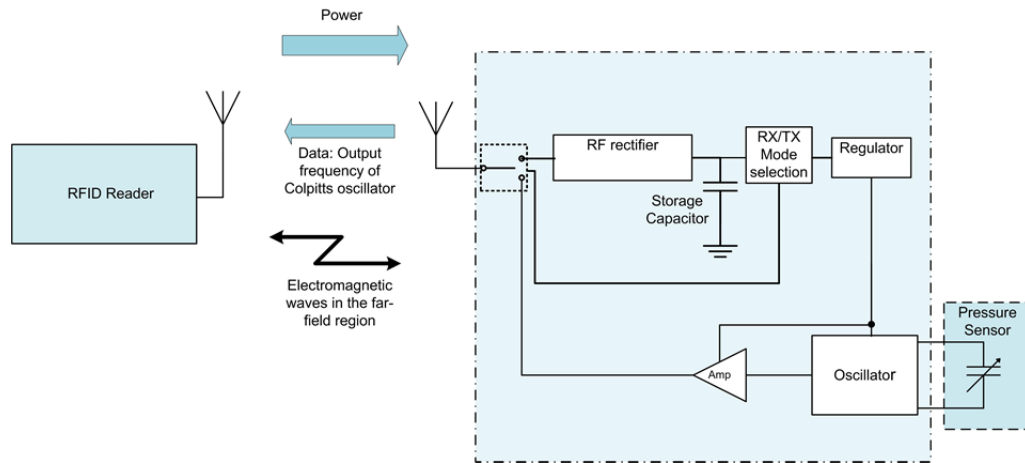 Power
RFID Reader
Data: Output
frequency of
Colpitts oscillator
Electromagnetic
waves in the far-
field region
RF rectifier
Storage
Capacitor
RX/TX
Mode
selection
Regulator
Amp
Oscillator
Pressure
Sensor